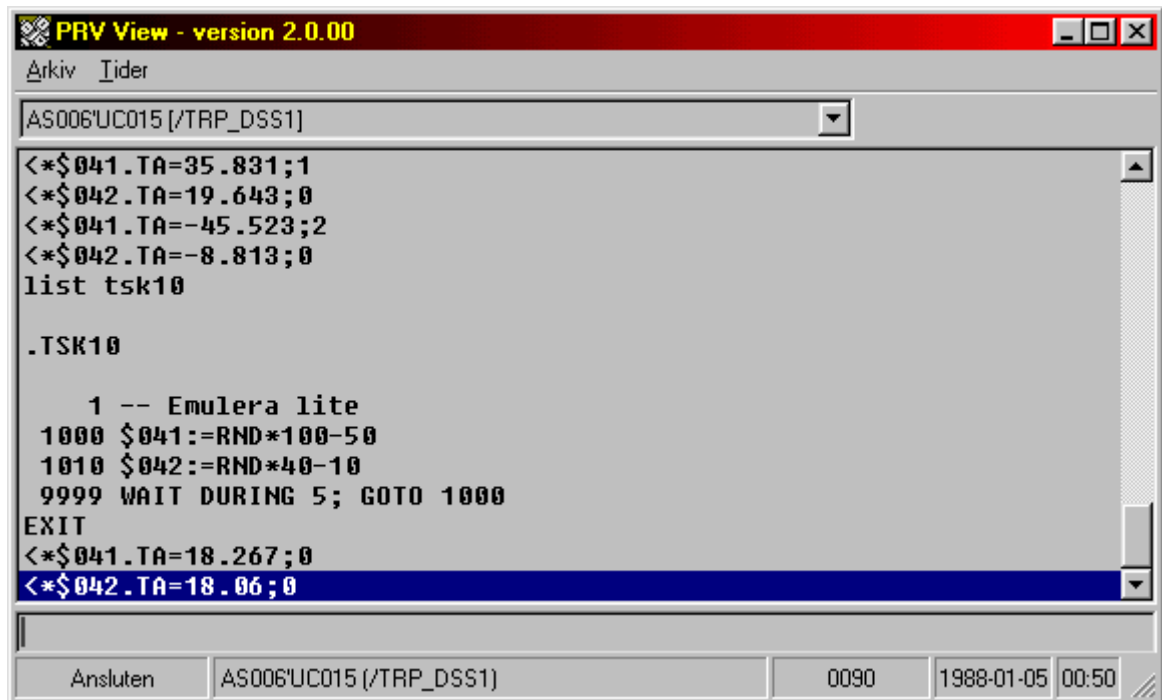 PRV View - version 2.0.00
Arkiv Tider
AS006'UC015 [/TRP_DSS1]
<*$041.TA=35.831;1
<*$042.TA=19.643;0
<*$041.TA=-45.523;2
<*$042.TA=-8.813;0
list tsk10
.TSK10
1 -- Emulera lite
1000 $041:=RND*100-50
1010 $042:=RND*40-10
9999 WAIT DURING 5; GOTO 1000
EXIT
<*$041.TA=18.267;0
<*$042.TA=18.06;0
Ansluten AS006'UC015 (/TRP_DSS1) 0090 1988-01-05 00:50